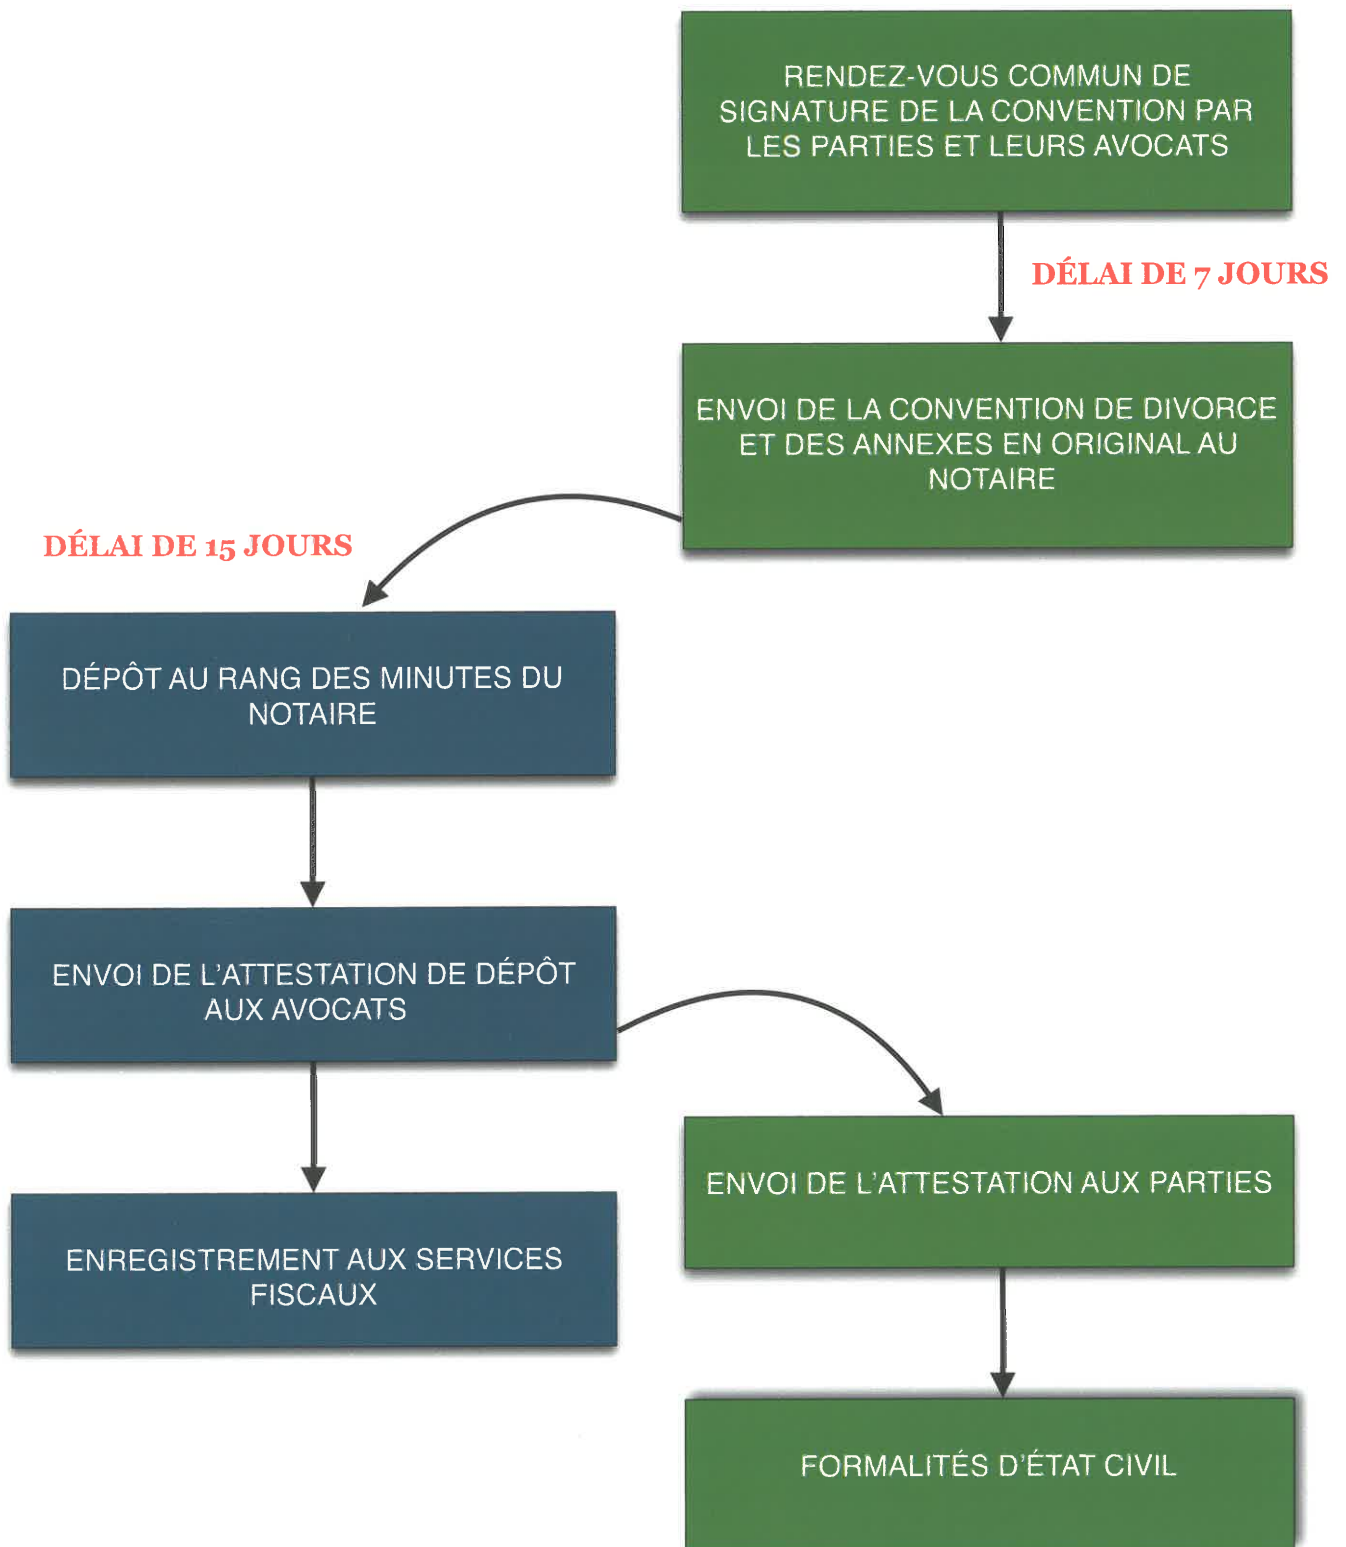 RENDEZ-VOUS COMMUN DE
SIGNATURE DE LA CONVENTION PAR
LES PARTIES ET LEURS AVOCATS
DÉLAI DE 7 JOURS
ENVOI DE LA CONVENTION DE DIVORCE
ET DES ANNEXES EN ORIGINAL AU
NOTAIRE
DÉLAI DE 15 JOURS
DÉPÔT AU RANG DES MINUTES DU
NOTAIRE
ENVOI DE L'ATTESTATION DE DÉPÔT
AUX AVOCATS
ENVOI DE L'ATTESTATION AUX PARTIES
ENREGISTREMENT AUX SERVICES
FISCAUX
FORMALITÉS D'ÉTAT CIVIL